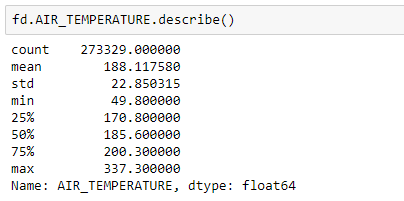 fd.AIR_TEMPERATURE.describe()
count    273329.000000
mean        188.117580
std          22.850315
min          49.800000
25%         170.800000
50%         185.600000
75%         200.300000
max         337.300000
Name: AIR_TEMPERATURE, dtype: float64